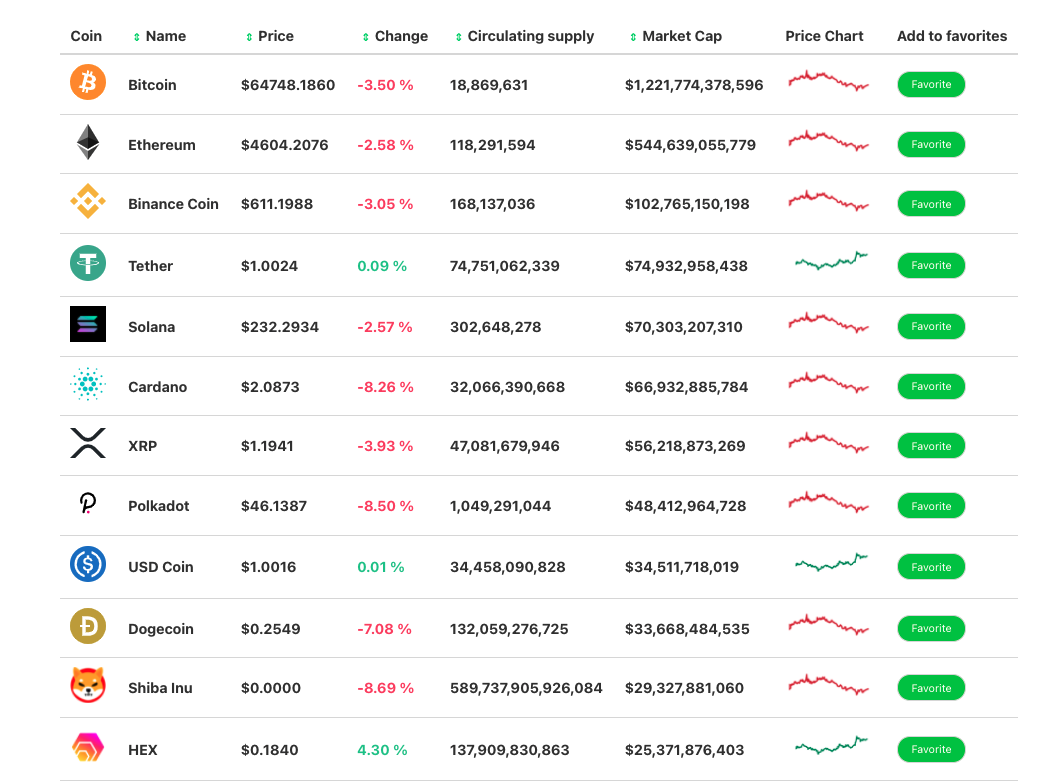 Coin Name Price Change Circulating supply Market Cap Price Chart Add to favorites
Bitcoin $64748.1860 -3.50 % 18,869,631 $1,221,774,378,596 Favorite
Ethereum $4604.2076 -2.58 % 118,291,594 $544,639,055,779 Favorite
Binance Coin $611.1988 -3.05 % 168,137,036 $102,765,150,198 Favorite
Tether $1.0024 0.09 % 74,751,062,339 $74,932,958,438 Favorite
Solana $232.2934 -2.57 % 302,648,278 $70,303,207,310 Favorite
Cardano $2.0873 -8.26 % 32,066,390,668 $66,932,885,784 Favorite
XRP $1.1941 -3.93 % 47,081,679,946 $56,218,873,269 Favorite
Polkadot $46.1387 -8.50 % 1,049,291,044 $48,412,964,728 Favorite
USD Coin $1.0016 0.01 % 34,458,090,828 $34,511,718,019 Favorite
Dogecoin $0.2549 -7.08 % 132,059,276,725 $33,668,484,535 Favorite
Shiba Inu $0.0000 -8.69 % 589,737,905,926,084 $29,327,881,060 Favorite
HEX $0.1840 4.30 % 137,909,830,863 $25,371,876,403 Favorite